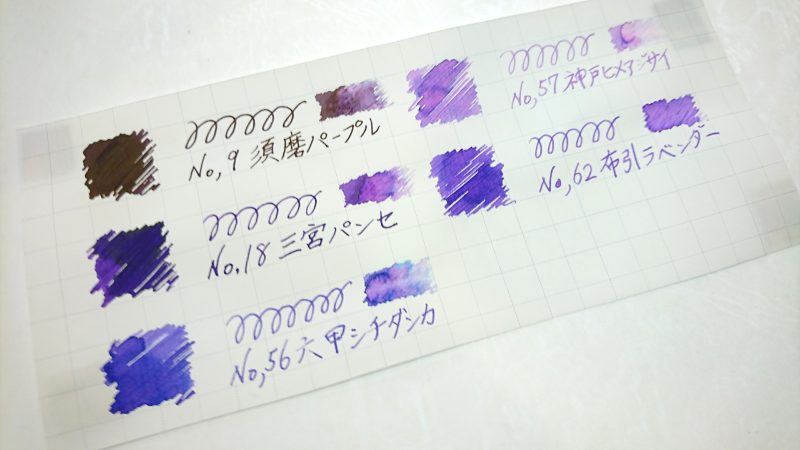 No,9 須磨パープル
No.18 三宮パンセ
No,56 六甲シチダンカ
No,57 神戸ヒメアジサイ
No,62 布引ラベンダー